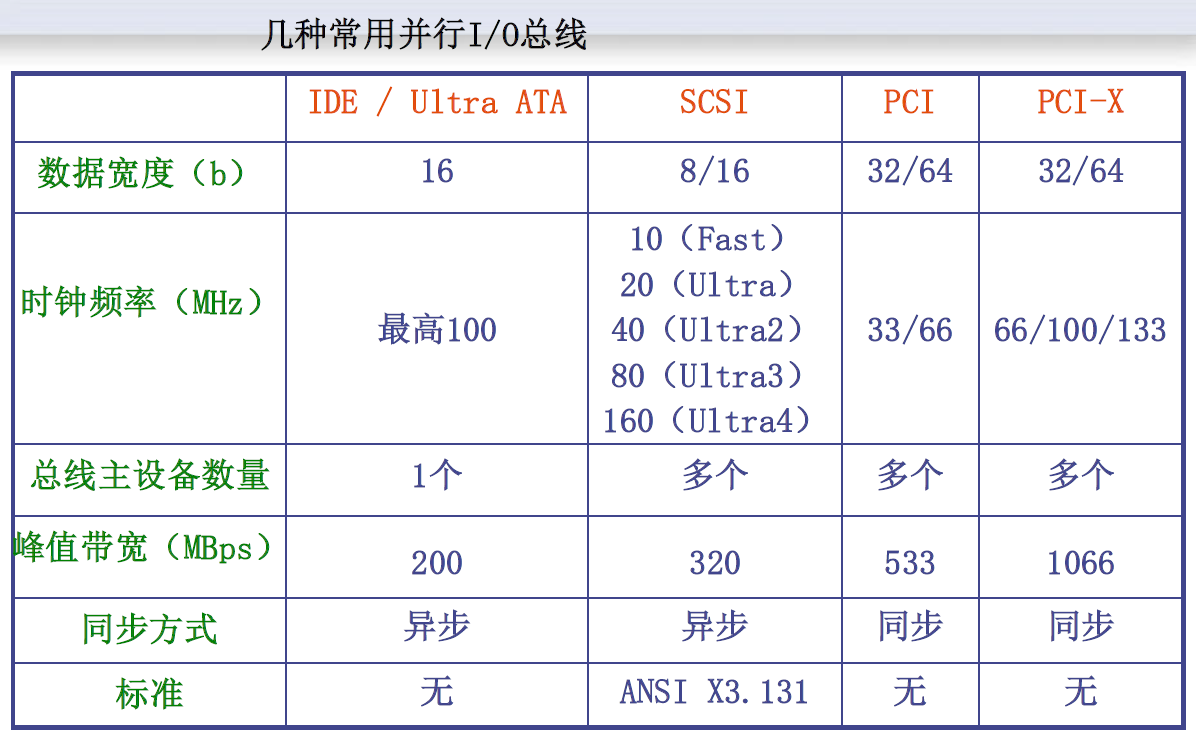 几种常用并行I/O总线
IDE / Ultra ATA SCSI PCI PCI-X
数据宽度（b） 16 8/16 32/64 32/64
时钟频率（MHz） 最高100 10（Fast） 33/66 66/100/133
20（Ultra）
40（Ultra2）
80（Ultra3）
160（Ultra4）
总线主设备数量 1个 多个 多个 多个
峰值带宽（MBps） 200 320 533 1066
同步方式 异步 异步 同步 同步
标准 无 ANSI X3.131 无 无